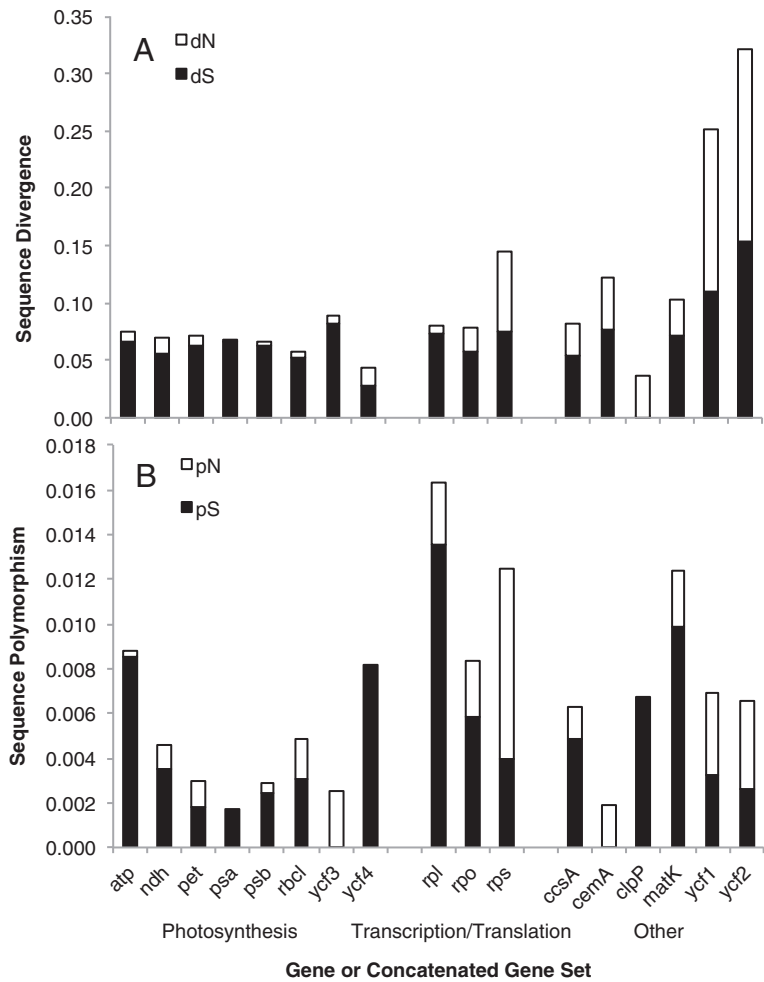 A
dN
dS
0.35
0.30
0.25
0.20
0.15
0.10
0.05
0.00
Sequence Divergence
B
pN
pS
0.018
0.016
0.014
0.012
0.010
0.008
0.006
0.004
0.002
0.000
Sequence Polymorphism
atp
ndh
pet
psa
psb
rbcl
ycf3
ycf4
rpl
rpo
rps
ccsA
cemA
clpP
matK
ycf1
ycf2
Photosynthesis
Transcription/Translation
Other
Gene or Concatenated Gene Set